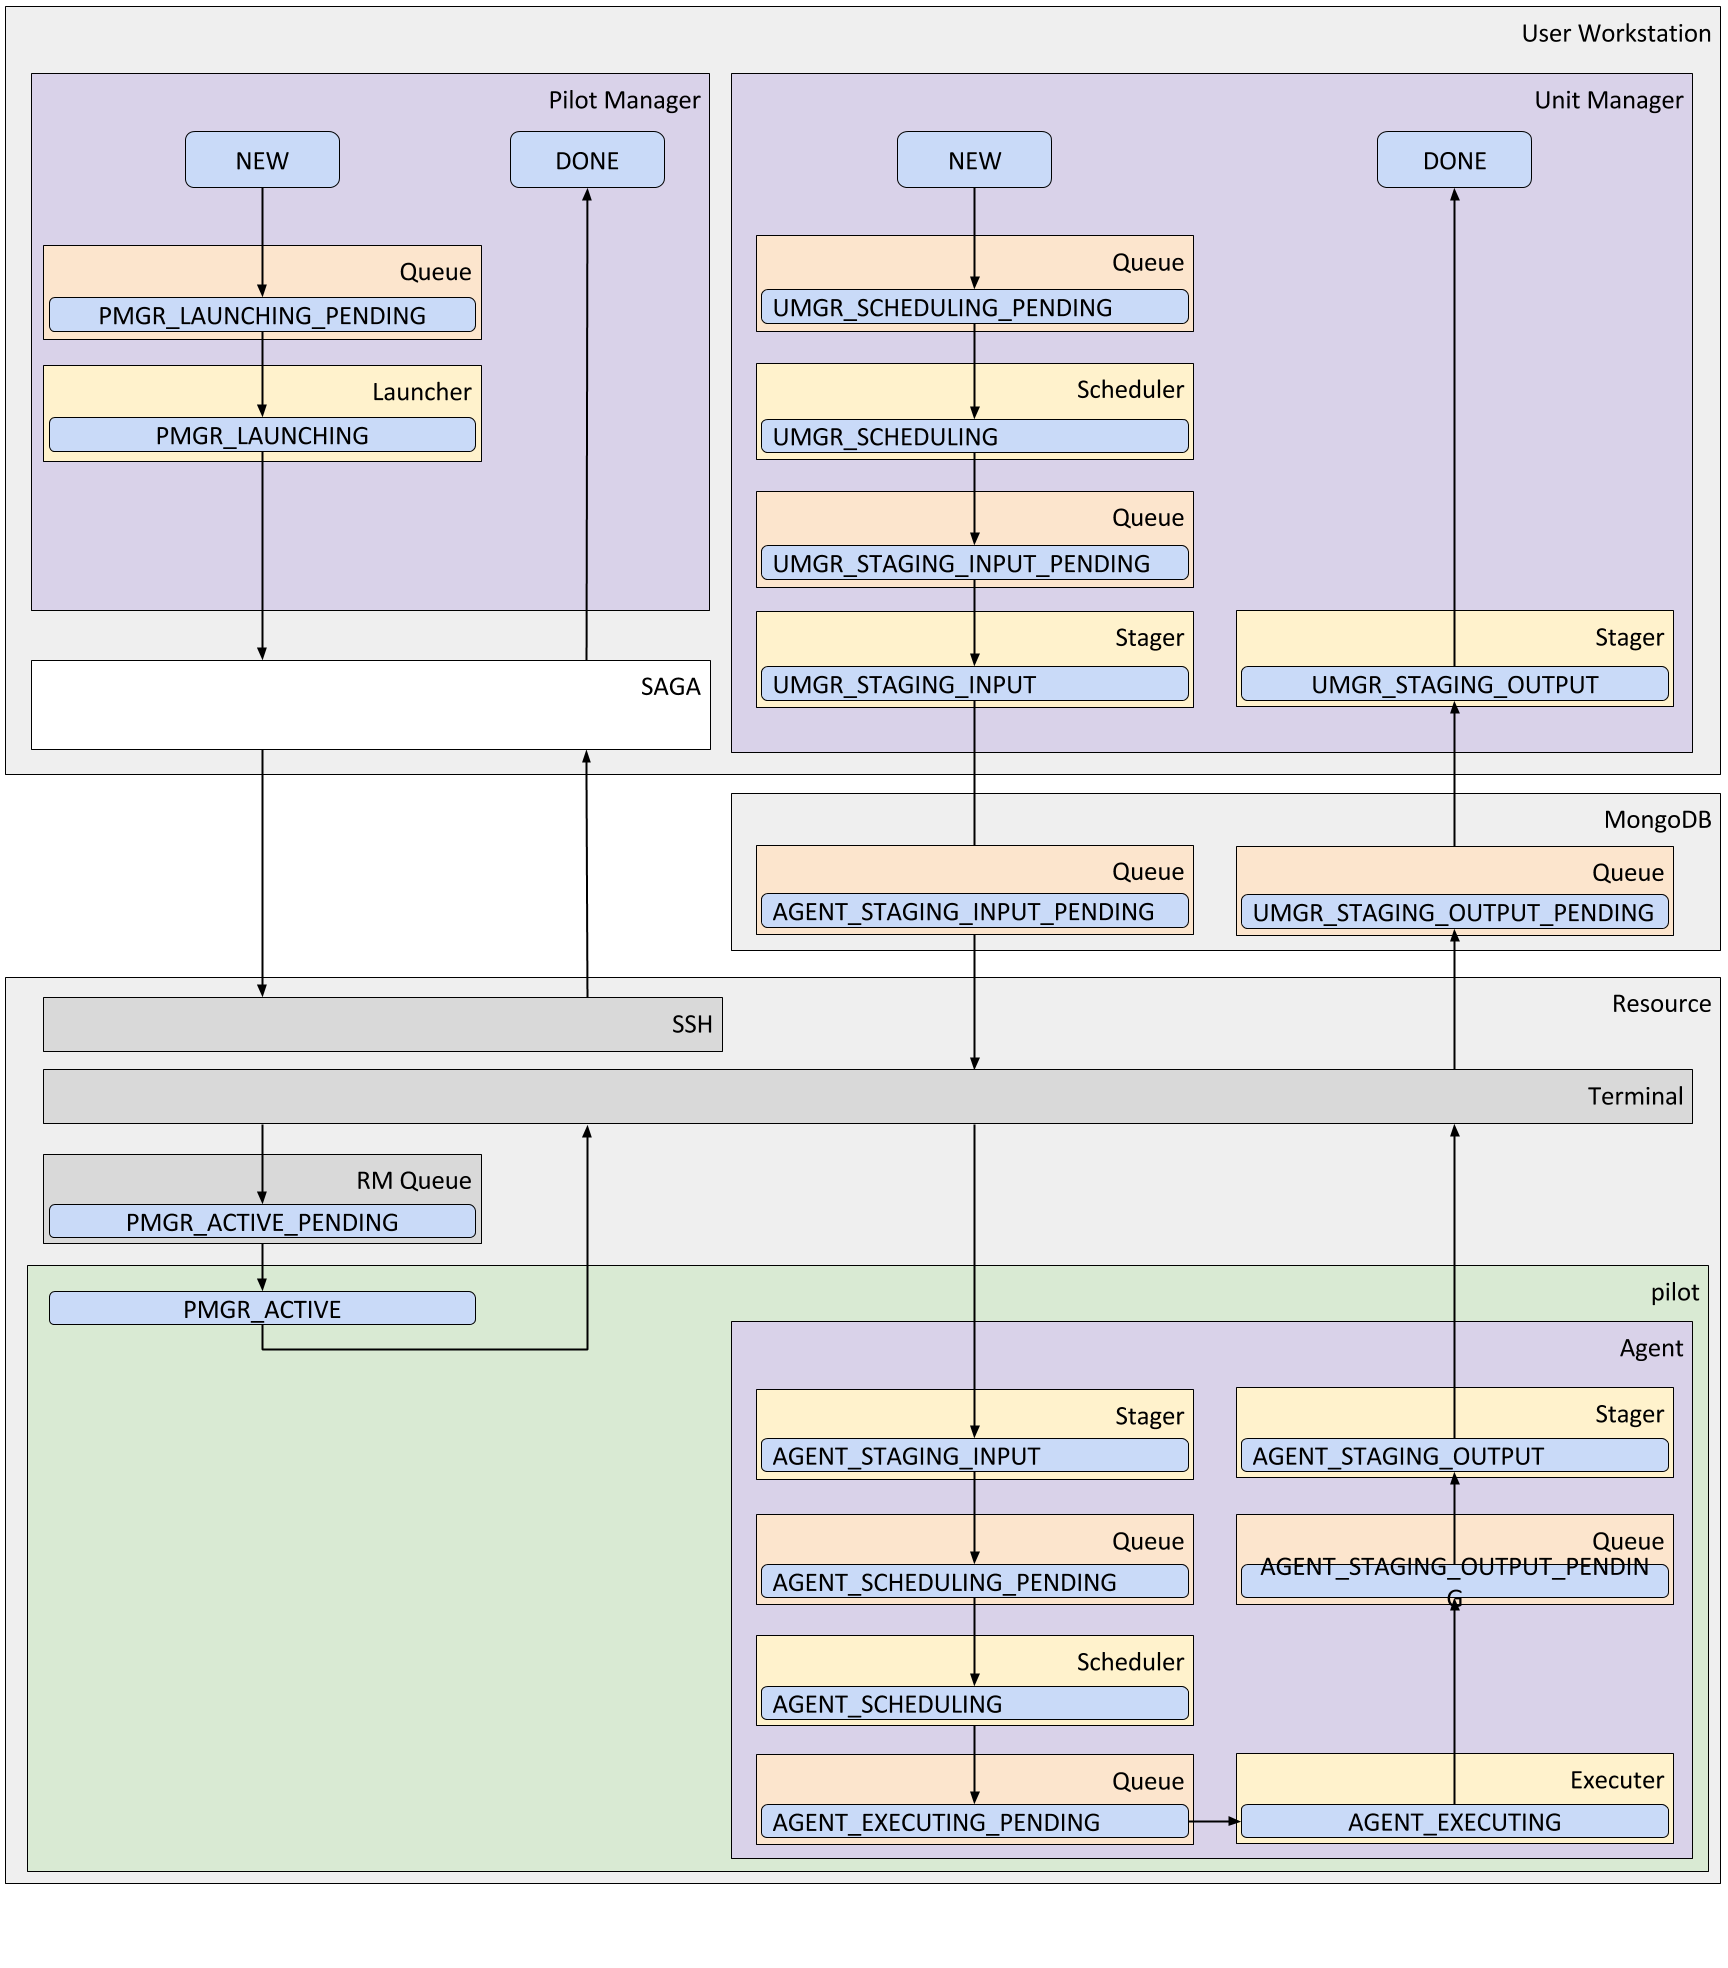 User Workstation
Pilot Manager
NEW
DONE
Queue
PMGR_LAUNCHING_PENDING
Launcher
PMGR_LAUNCHING
SAGA
Unit Manager
NEW
DONE
Queue
UMGR_SCHEDULING_PENDING
Scheduler
UMGR_SCHEDULING
Queue
UMGR_STAGING_INPUT_PENDING
Stager
UMGR_STAGING_INPUT
Stager
UMGR_STAGING_OUTPUT
MongoDB
Queue
AGENT_STAGING_INPUT_PENDING
Queue
UMGR_STAGING_OUTPUT_PENDING
Resource
SSH
Terminal
RM Queue
PMGR_ACTIVE_PENDING
pilot
PMGR_ACTIVE
Agent
Stager
AGENT_STAGING_INPUT
Queue
AGENT_SCHEDULING_PENDING
Scheduler
AGENT_SCHEDULING
Queue
AGENT_EXECUTING_PENDING
Stager
AGENT_STAGING_OUTPUT
Queue
AGENT_STAGING_OUTPUT_PENDIN
G
Executer
AGENT_EXECUTING